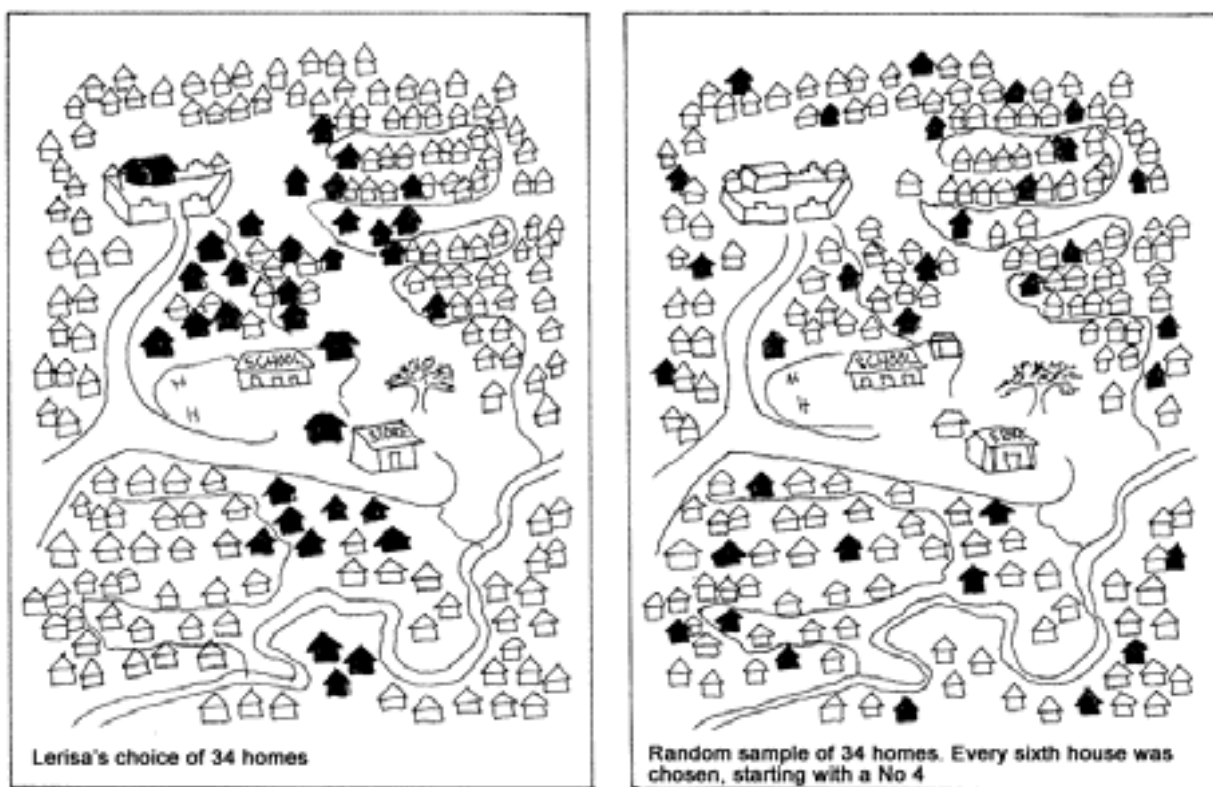 SCHOOL
STORE
Lerisa's choice of 34 homes
SCHOOL
STORE
Random sample of 34 homes. Every sixth house was
chosen, starting with a No 4